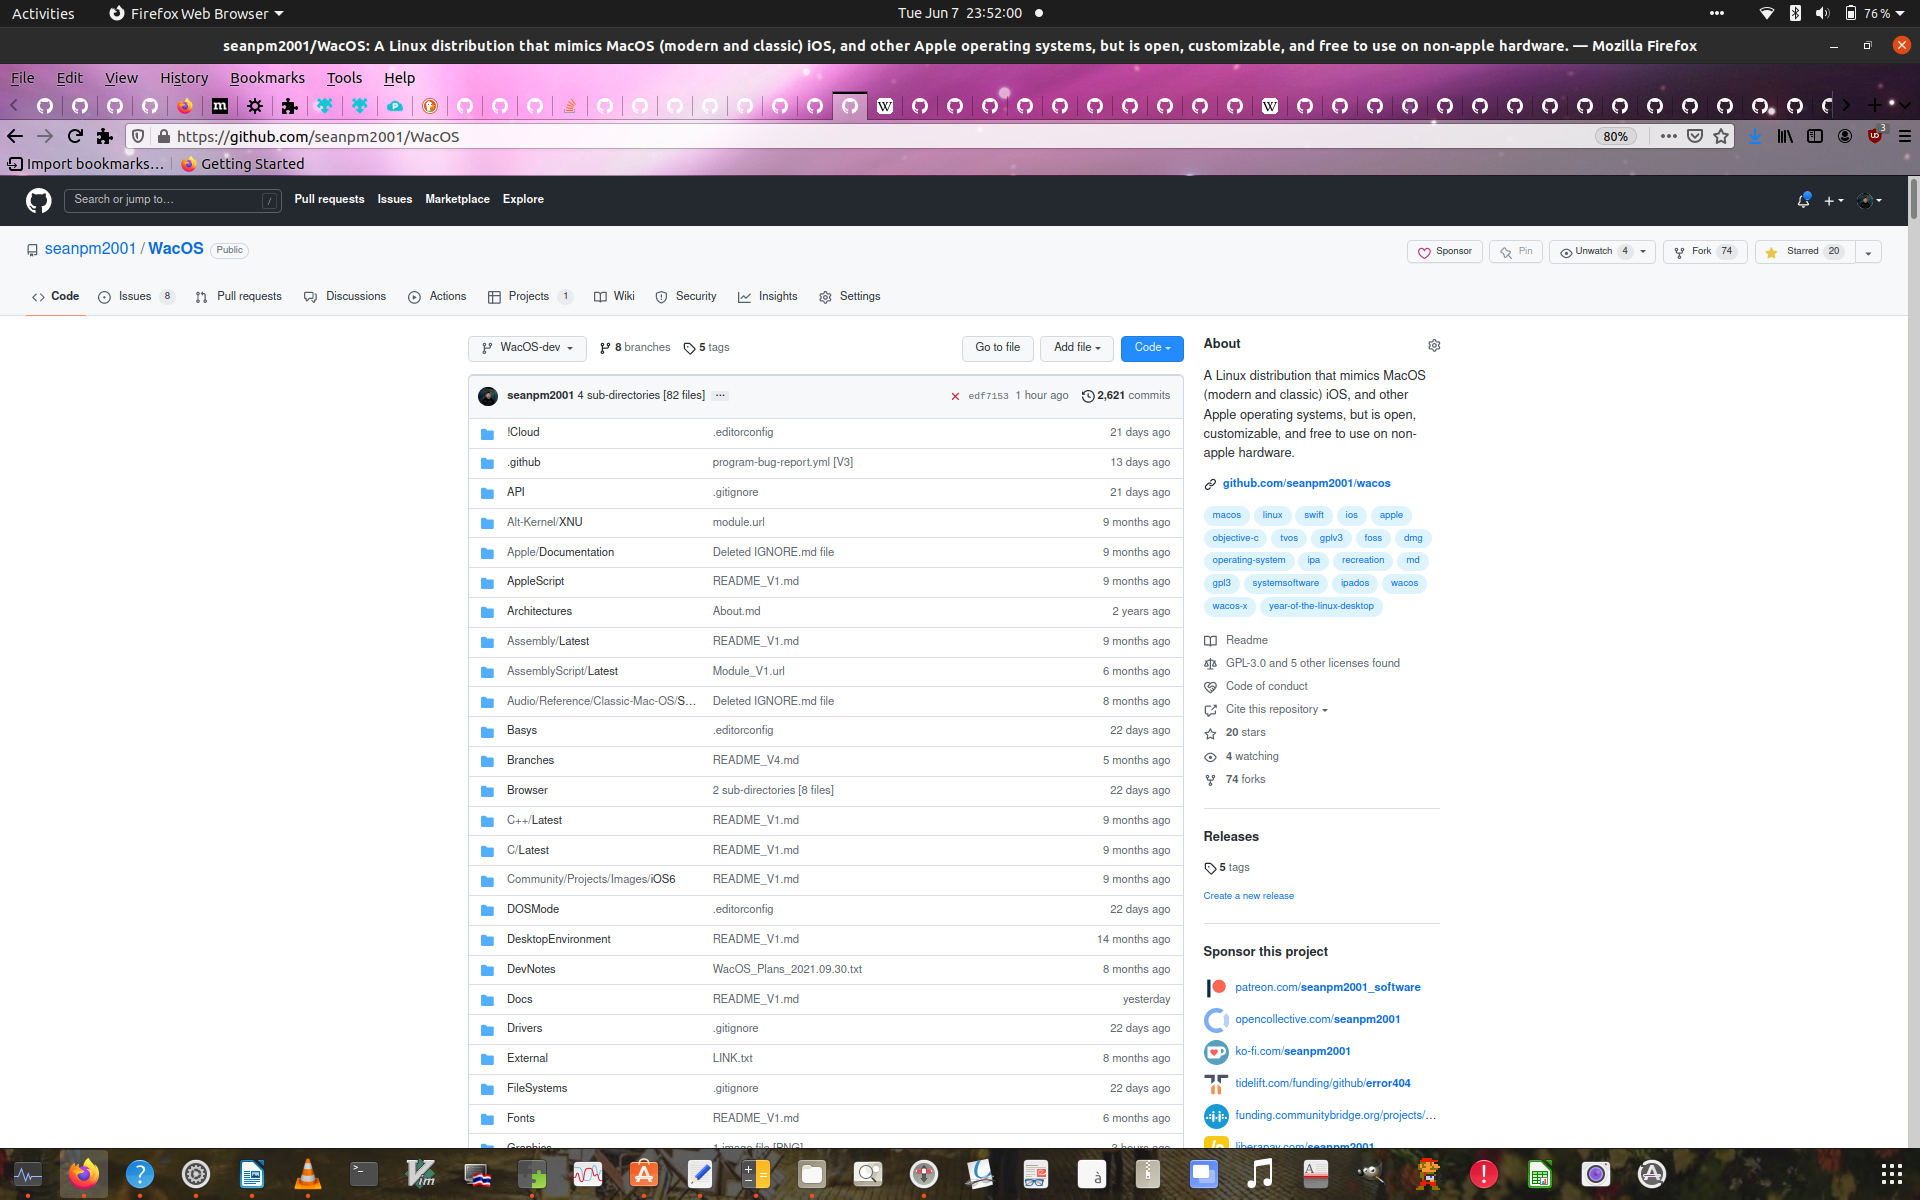 Activities
Firefox Web Browser
Tue Jun 7 23:52:00
76 %
seanpm2001/WacOS: A Linux distribution that mimics MacOS (modern and classic) iOS, and other Apple operating systems, but is open, customizable, and free to use on non-apple hardware. — Mozilla Firefox
File Edit View History Bookmarks Tools Help
https://github.com/seanpm2001/WacOS
80%
3
Import bookmarks…
Getting Started
Search or jump to…
/
Pull requests Issues Marketplace Explore
seanpm2001 / WacOS Public
Sponsor
Pin
Unwatch 4
Fork 74
Starred 20
Code
Issues 8
Pull requests
Discussions
Actions
Projects 1
Wiki
Security
Insights
Settings
WacOS-dev
8 branches
5 tags
Go to file
Add file
Code
seanpm2001 4 sub-directories [82 files] ...
edf7153 1 hour ago
2,621 commits
!Cloud .editorconfig 21 days ago
.github program-bug-report.yml [V3] 13 days ago
API .gitignore 21 days ago
Alt-Kernel/XNU module.url 9 months ago
Apple/Documentation Deleted IGNORE.md file 9 months ago
AppleScript README_V1.md 9 months ago
Architectures About.md 2 years ago
Assembly/Latest README_V1.md 9 months ago
AssemblyScript/Latest Module_V1.url 6 months ago
Audio/Reference/Classic-Mac-OS/S… Deleted IGNORE.md file 8 months ago
Basys .editorconfig 22 days ago
Branches README_V4.md 5 months ago
Browser 2 sub-directories [8 files] 22 days ago
C++/Latest README_V1.md 9 months ago
C/Latest README_V1.md 9 months ago
Community/Projects/Images/iOS6 README_V1.md 9 months ago
DOSMode .editorconfig 22 days ago
DesktopEnvironment README_V1.md 14 months ago
DevNotes WacOS_Plans_2021.09.30.txt 8 months ago
Docs README_V1.md yesterday
Drivers .gitignore 22 days ago
External LINK.txt 8 months ago
FileSystems .gitignore 22 days ago
Fonts README_V1.md 6 months ago
Graphics 1 image file [PNG] 3 hours ago
About
A Linux distribution that mimics MacOS
(modern and classic) iOS, and other
Apple operating systems, but is open,
customizable, and free to use on non-
apple hardware.
github.com/seanpm2001/wacos
macos linux swift ios apple
objective-c tvos gplv3 foss dmg
operating-system ipa recreation md
gpl3 systemsoftware ipados wacos
wacos-x year-of-the-linux-desktop
Readme
GPL-3.0 and 5 other licenses found
Code of conduct
Cite this repository
20 stars
4 watching
74 forks
Releases
5 tags
Create a new release
Sponsor this project
patreon.com/seanpm2001_software
opencollective.com/seanpm2001
ko-fi.com/seanpm2001
tidelift.com/funding/github/error404
funding.communitybridge.org/projects/…
liberapay.com/seanpm2001